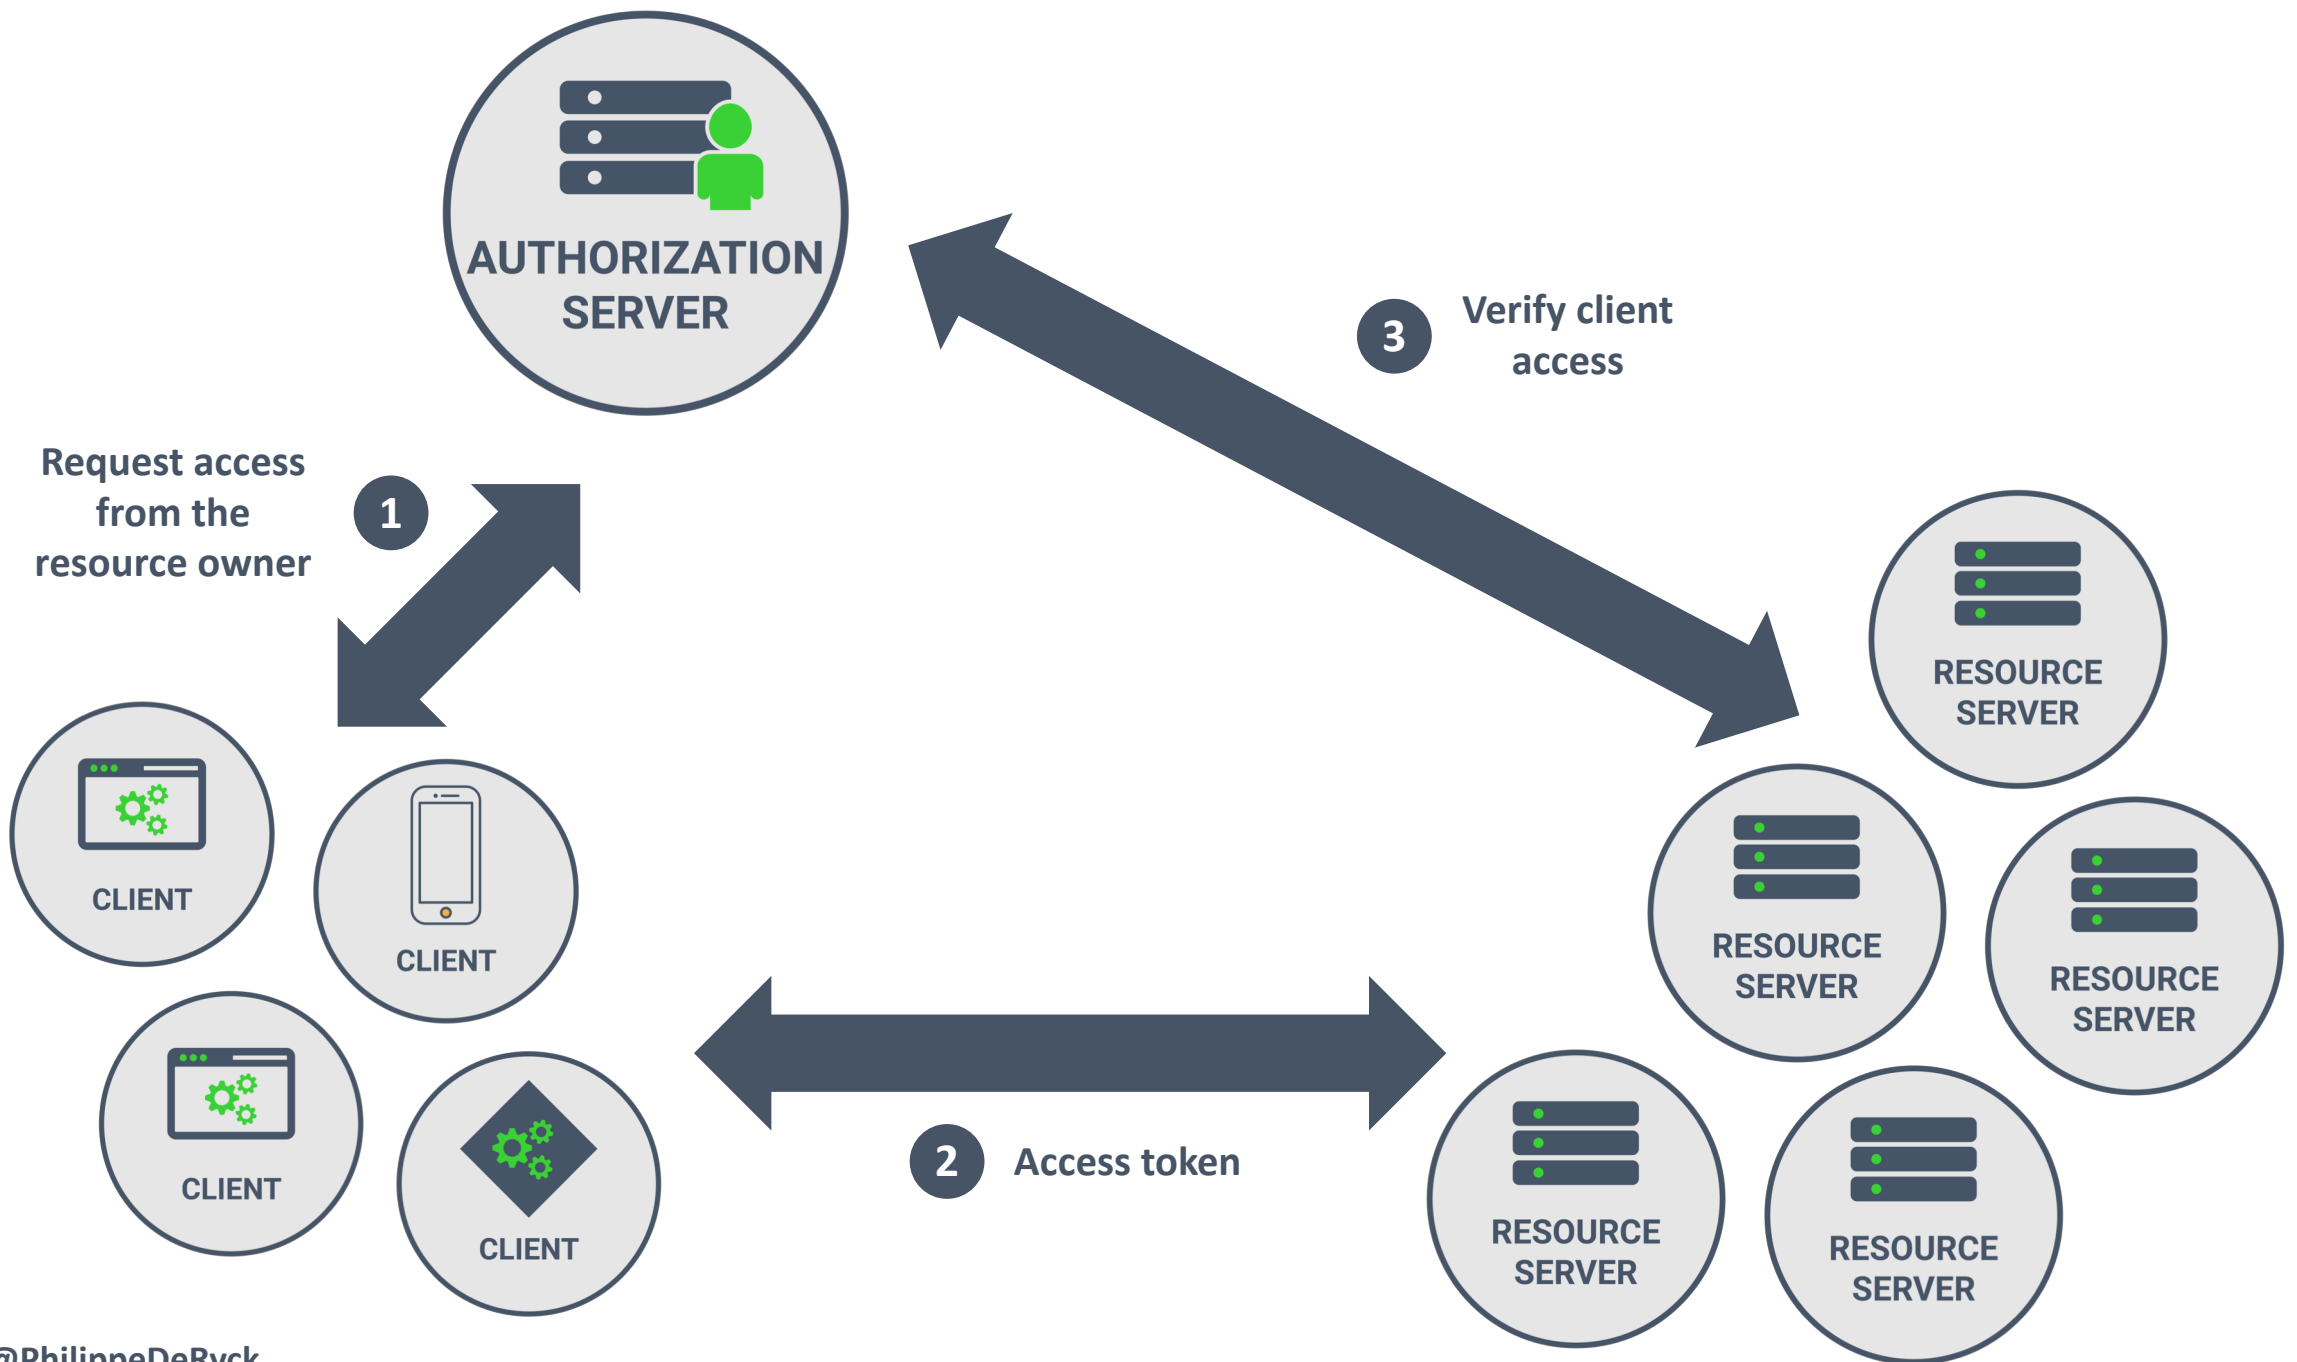 AUTHORIZATION
SERVER
3
Verify client
access
Request access
from the
resource owner
1
RESOURCE
SERVER
CLIENT
CLIENT
RESOURCE
SERVER
RESOURCE
SERVER
CLIENT
CLIENT
2
Access token
RESOURCE
SERVER
RESOURCE
SERVER
@PhilippeDeRyck